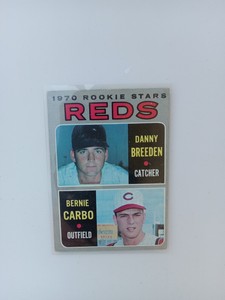 1970 ROOKIE STARS
REDS
DANNY
BREEDEN
CATCHER
BERNIE
CARBO
OUTFIELD